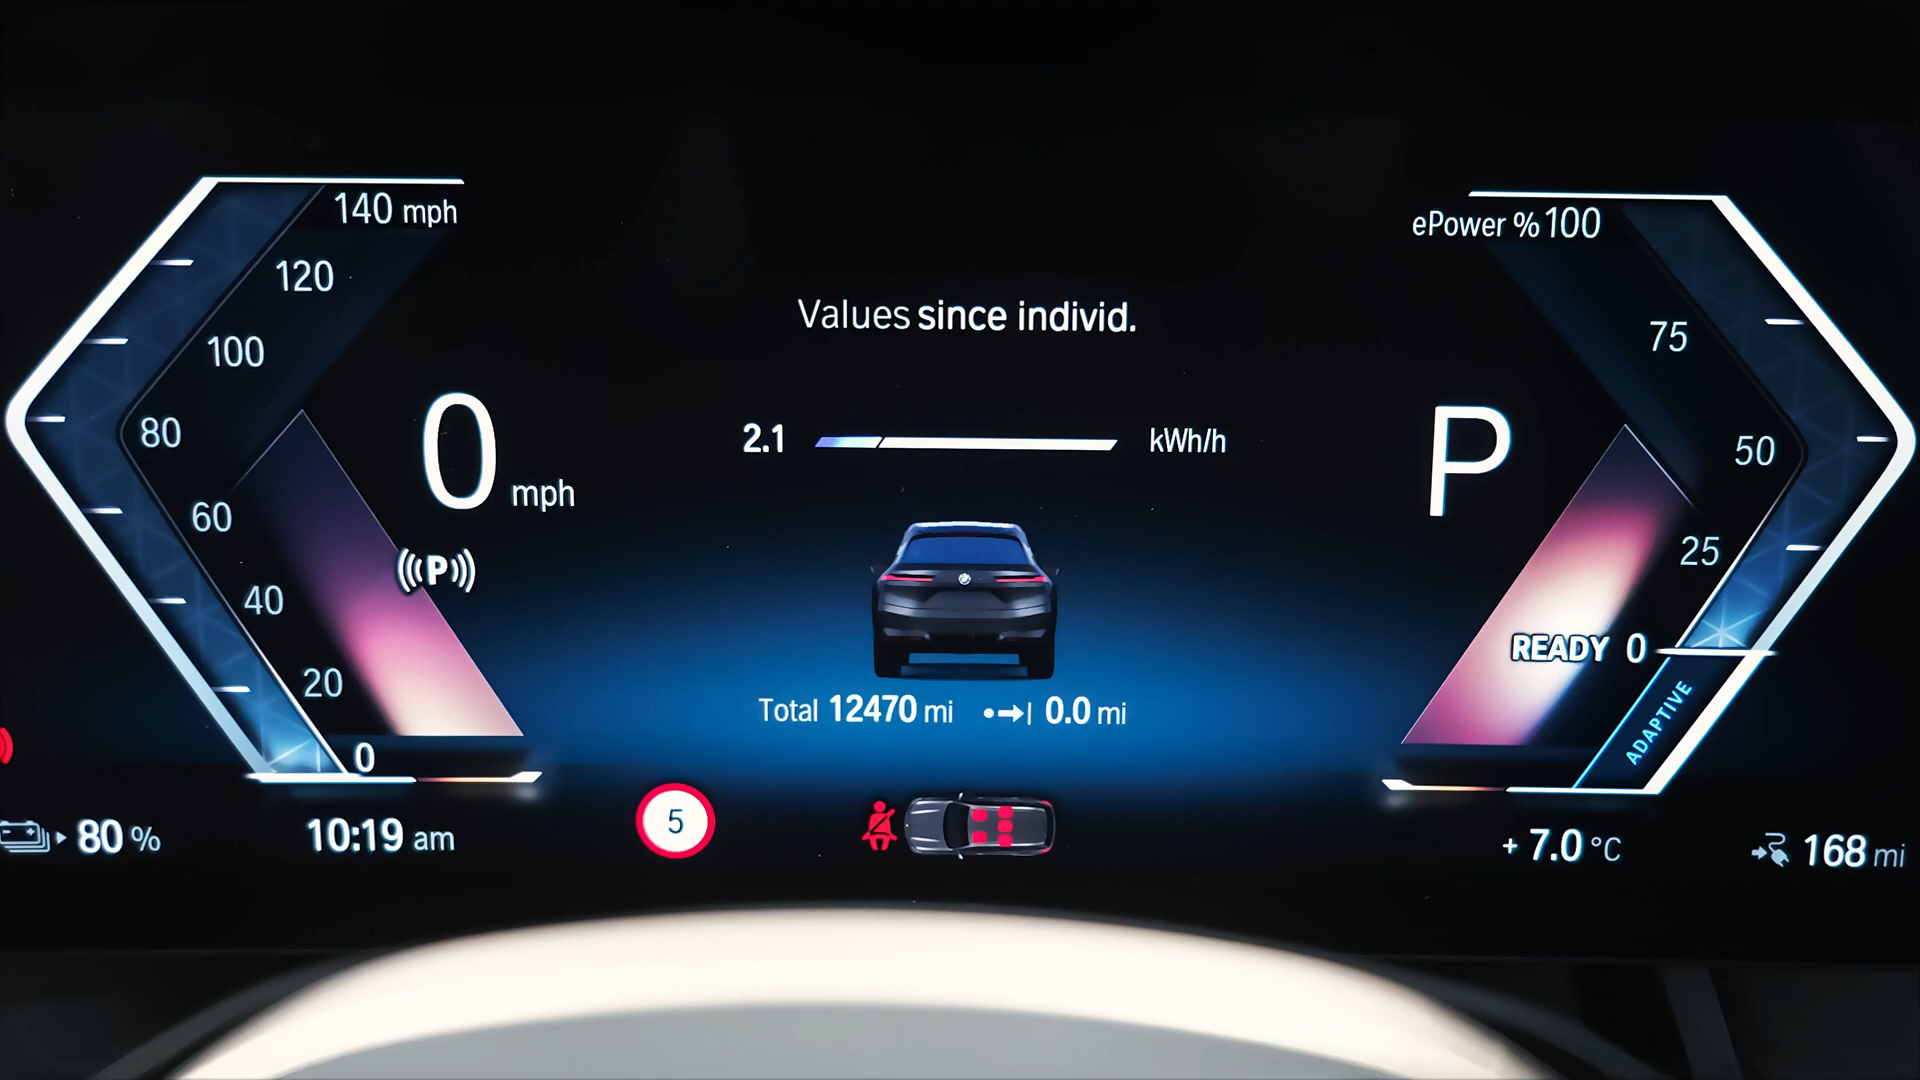 140 mph
120
100
80
60
40
20
0
0 mph
((P))
Values since individ.
2.1 kWh/h
Total 12470 mi 0.0 mi
ePower % 100
75
50
25
READY 0
P
ADAPTIVE
80 %
10:19 am
5
+ 7.0 °C
168 mi